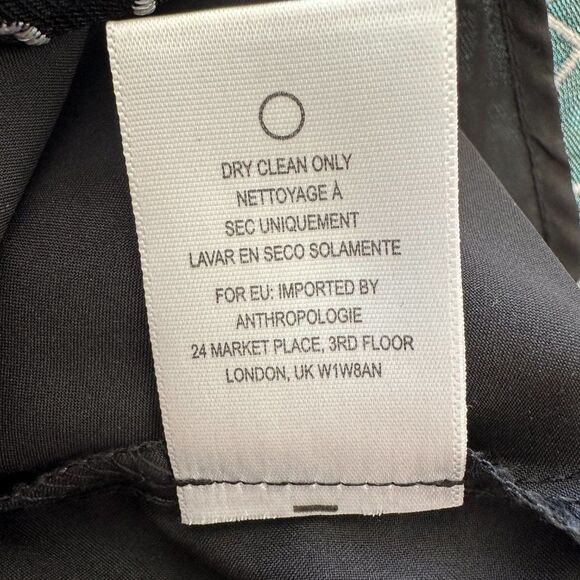 DRY CLEAN ONLY
NETTOYAGE À
SEC UNIQUEMENT
LAVAR EN SECO SOLAMENTE
FOR EU: IMPORTED BY
ANTHROPOLOGIE
24 MARKET PLACE, 3RD FLOOR
LONDON, UK W1W8AN